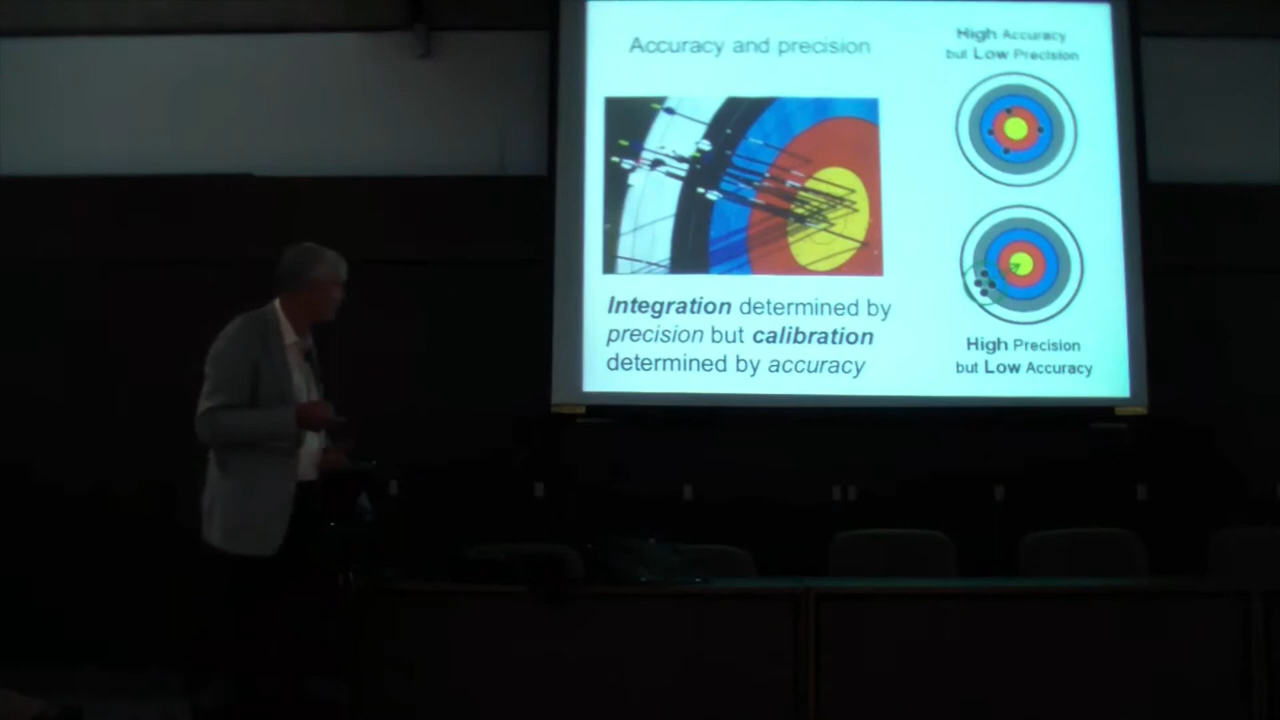 Accuracy and precision
High Accuracy
but Low Precision
Integration determined by
precision but calibration
determined by accuracy
High Precision
but Low Accuracy